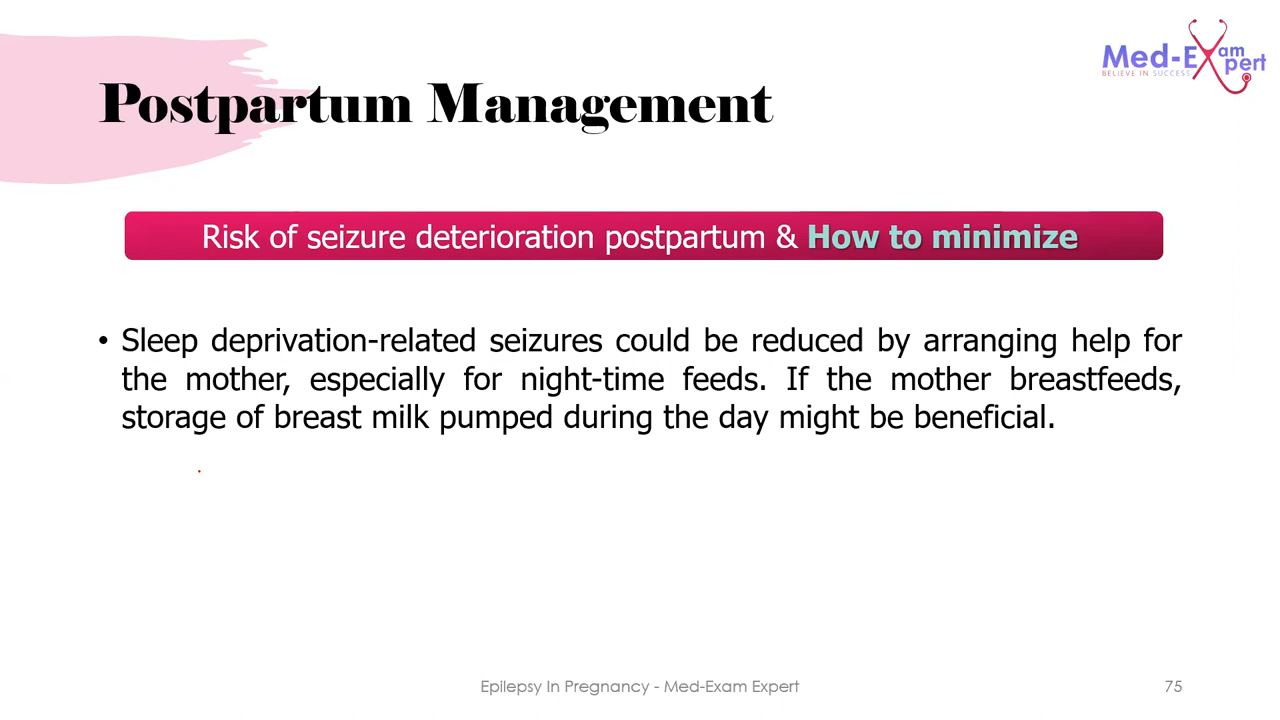 Med-Exam
Expert
BELIEVE IN SUCCESS
Postpartum Management
Risk of seizure deterioration postpartum & How to minimize
• Sleep deprivation-related seizures could be reduced by arranging help for
the mother, especially for night-time feeds. If the mother breastfeeds,
storage of breast milk pumped during the day might be beneficial.
Epilepsy In Pregnancy - Med-Exam Expert 75